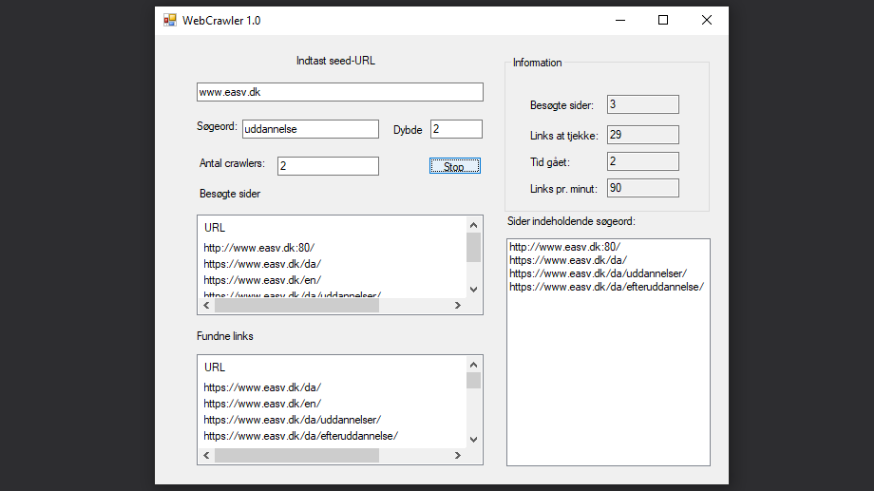 WebCrawler 1.0
Indtast seed-URL
www.easv.dk
Søgeord: uddannelse
Dybde 2
Antal crawlers: 2
Stop
Besøgte sider
URL
http://www.easv.dk:80/
https://www.easv.dk/da/
https://www.easv.dk/en/
https://www.easv.dk/da/uddannelser/
Fundne links
URL
https://www.easv.dk/da/
https://www.easv.dk/en/
https://www.easv.dk/da/uddannelser/
https://www.easv.dk/da/efteruddannelse/
Information
Besøgte sider: 3
Links at tjekke: 29
Tid gået: 2
Links pr. minut: 90
Sider indeholdende søgeord:
http://www.easv.dk:80/
https://www.easv.dk/da/
https://www.easv.dk/da/uddannelser/
https://www.easv.dk/da/efteruddannelse/